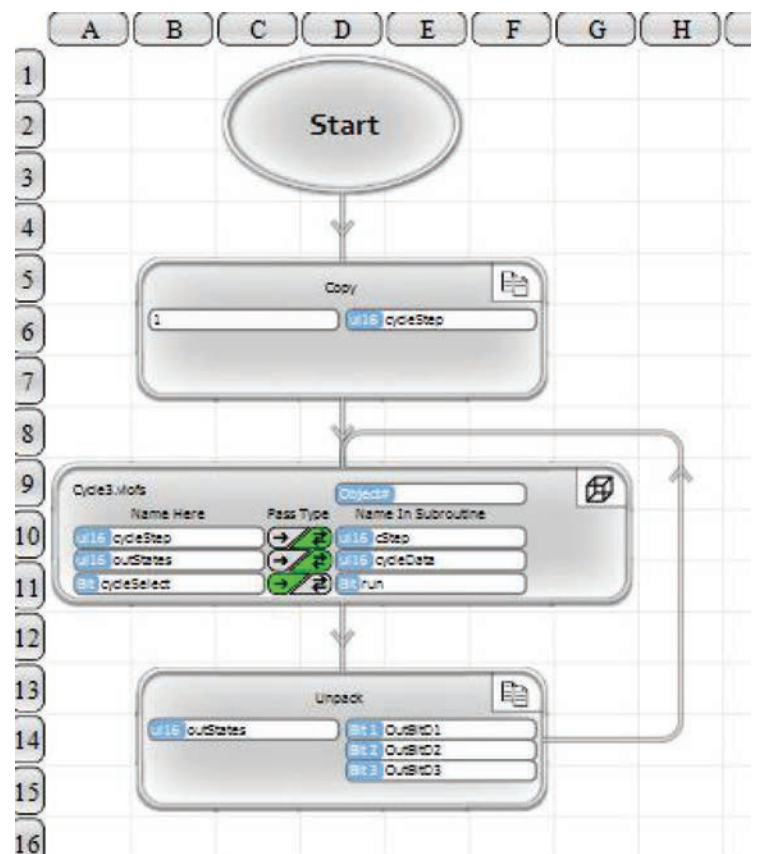 A B C D E F G H
1
2 Start
3
4
5 Copy
6 1 ui16 cycleStep
7
8
9 Cycle3.vlofs Object#
Name Here Pass Type Name In Subroutine
10 ui16 cycleStep ui16 cStep
ui16 outStates ui16 cycleData
11 Bit cycleSelect Bit run
12
13 Unpack
14 ui16 outStates Bit 1 OutBitD1
Bit 2 OutBitD2
Bit 3 OutBitD3
15
16